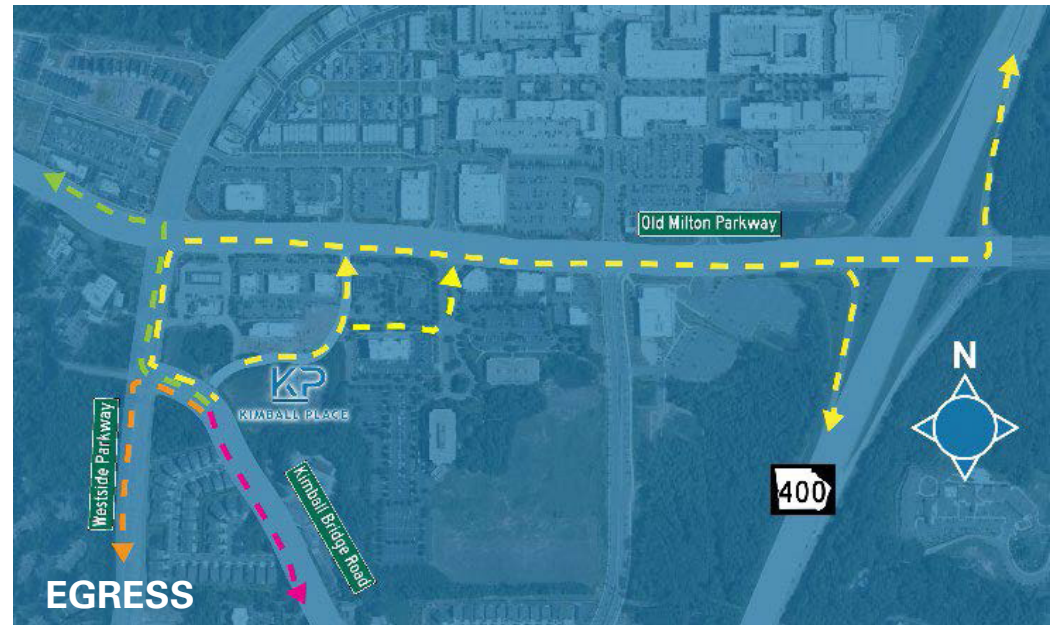 Old Milton Parkway
N
KP
KIMBALL PLACE
Westside Parkway
Kimball Bridge Road
400
EGRESS